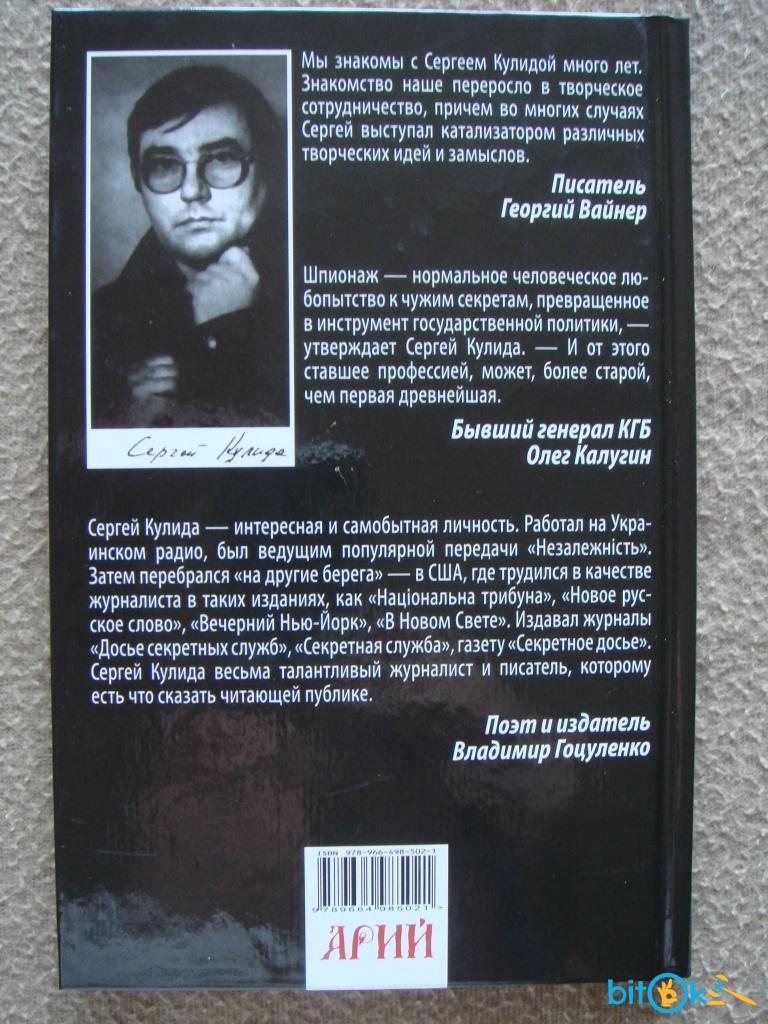 Мы знакомы с Сергеем Кулидой много лет.
Знакомство наше переросло в творческое
сотрудничество, причем во многих случаях
Сергей выступал катализатором различных
творческих идей и замыслов.
Писатель
Георгий Вайнер
Шпионаж — нормальное человеческое лю-
бопытство к чужим секретам, превращенное
в инструмент государственной политики, —
утверждает Сергей Кулида. — И от этого
ставшее профессией, может, более старой,
чем первая древнейшая.
Бывший генерал КГБ
Олег Калугин
Сергей Кулида
Сергей Кулида — интересная и самобытная личность. Работал на Укра-
инском радио, был ведущим популярной передачи «Незалежність».
Затем перебрался «на другие берега» — в США, где трудился в качестве
журналиста в таких изданиях, как «Національна трибуна», «Новое рус-
ское слово», «Вечерний Нью-Йорк», «В Новом Свете». Издавал журналы
«Досье секретных служб», «Секретная служба», газету «Секретное досье».
Сергей Кулида весьма талантливый журналист и писатель, которому
есть что сказать читающей публике.
Поэт и издатель
Владимир Гоцуленко
ISBN 978-966-498-502-1
9 789664 985021 >
АРИЙ
bitok